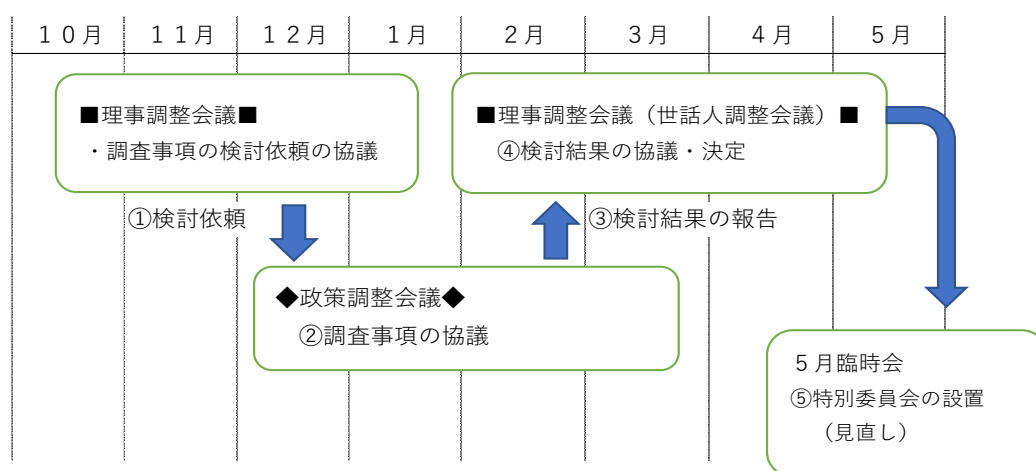 １０月 １１月 １２月 １月 ２月 ３月 ４月 ５月
■理事調整会議■
・調査事項の検討依頼の協議
■理事調整会議（世話人調整会議）■
④検討結果の協議・決定
①検討依頼
③検討結果の報告
◆政策調整会議◆
②調査事項の協議
５月臨時会
⑤特別委員会の設置
（見直し）